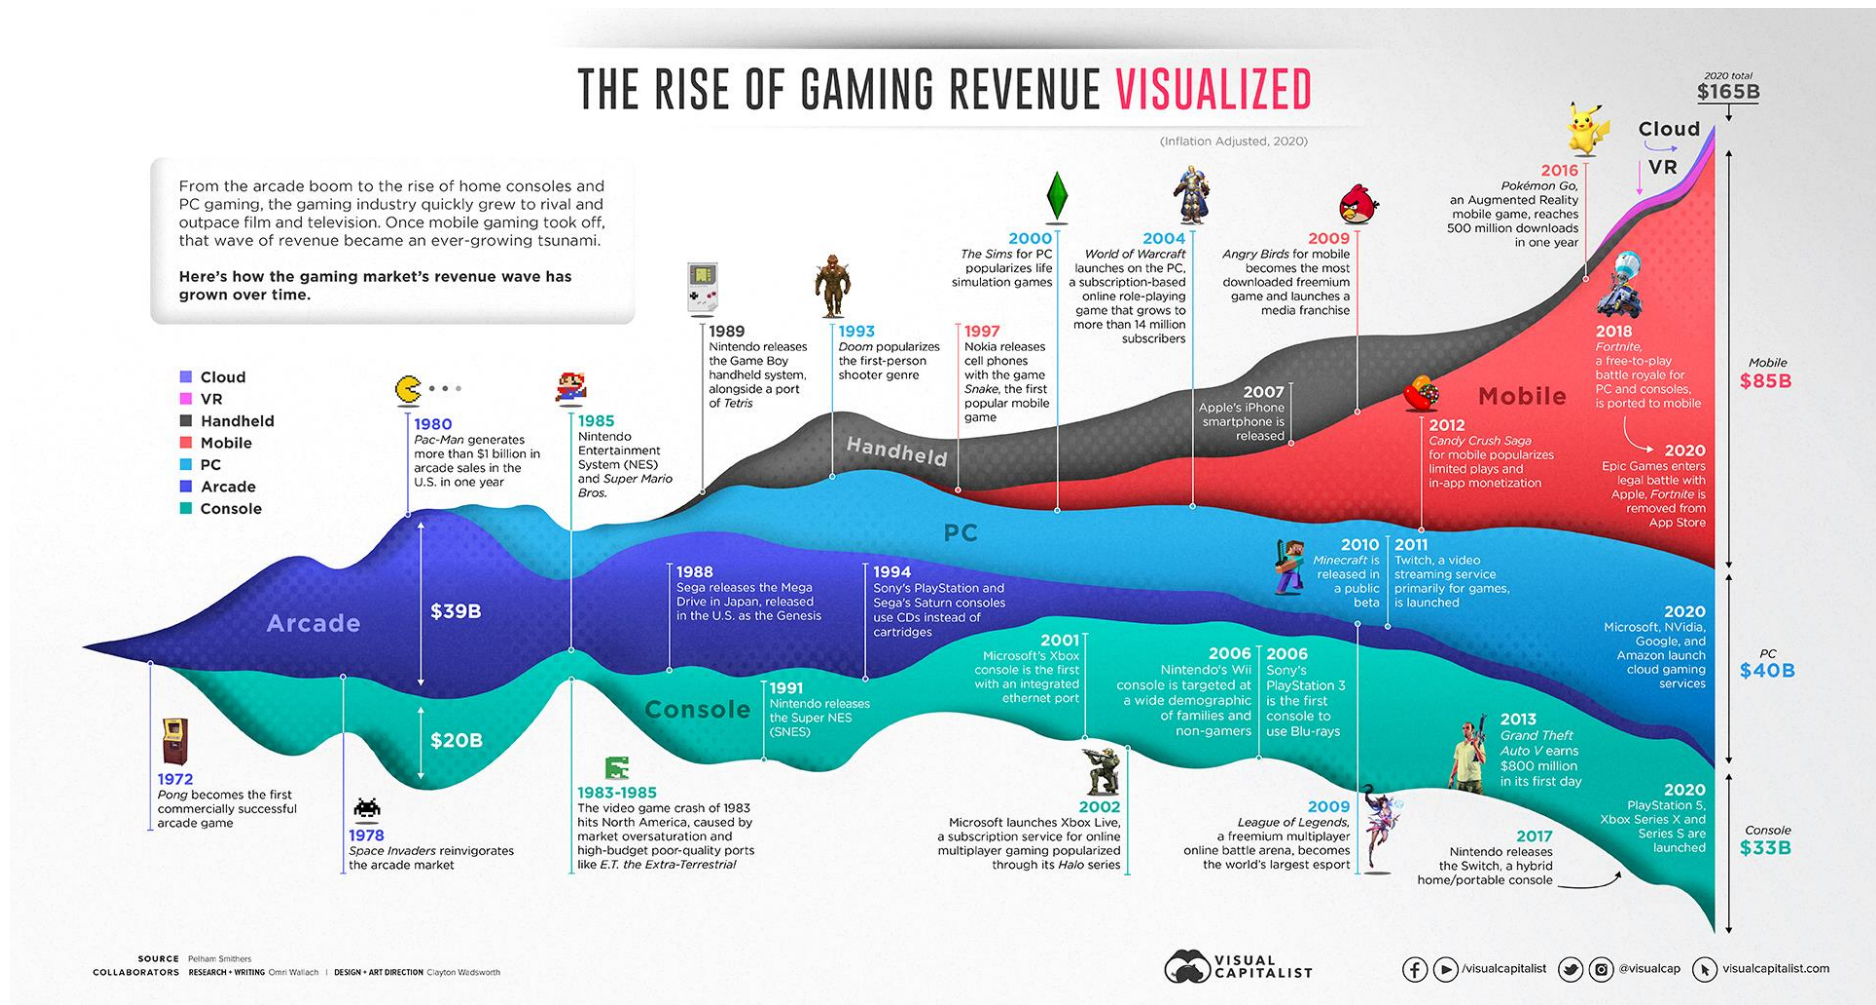 THE RISE OF GAMING REVENUE VISUALIZED
(Inflation Adjusted, 2020)
2020 total
$165B
From the arcade boom to the rise of home consoles and
PC gaming, the gaming industry quickly grew to rival and
outpace film and television. Once mobile gaming took off,
that wave of revenue became an ever-growing tsunami.
Here's how the gaming market's revenue wave has
grown over time.
Cloud
VR
Handheld
Mobile
PC
Arcade
Console
1980
Pac-Man generates
more than $1 billion in
arcade sales in the
U.S. in one year
1985
Nintendo
Entertainment
System (NES)
and Super Mario
Bros.
1989
Nintendo releases
the Game Boy
handheld system,
alongside a port
of Tetris
1993
Doom popularizes
the first-person
shooter genre
1997
Nokia releases
cell phones
with the game
Snake, the first
popular mobile
game
2000
The Sims for PC
popularizes life
simulation games
2004
World of Warcraft
launches on the PC,
a subscription-based
online role-playing
game that grows to
more than 14 million
subscribers
2009
Angry Birds for mobile
becomes the most
downloaded freemium
game and launches a
media franchise
2016
Pokémon Go,
an Augmented Reality
mobile game, reaches
500 million downloads
in one year
Cloud
VR
2007
Apple's iPhone
smartphone is
released
2012
Candy Crush Saga
for mobile popularizes
limited plays and
in-app monetization
2018
Fortnite,
a free-to-play
battle royale for
PC and consoles,
is ported to mobile
2020
Epic Games enters
legal battle with
Apple, Fortnite is
removed from
App Store
Mobile
Handheld
PC
Arcade
Console
$39B
$20B
1988
Sega releases the Mega
Drive in Japan, released
in the U.S. as the Genesis
1994
Sony's PlayStation and
Sega's Saturn consoles
use CDs instead of
cartridges
2010
Minecraft is
released in
a public
beta
2011
Twitch, a video
streaming service
primarily for games,
is launched
2020
Microsoft, NVidia,
Google, and
Amazon launch
cloud gaming
services
1991
Nintendo releases
the Super NES
(SNES)
2001
Microsoft's Xbox
console is the first
with an integrated
ethernet port
2006
Nintendo's Wii
console is targeted at
a wide demographic
of families and
non-gamers
2006
Sony's
PlayStation 3
is the first
console to
use Blu-rays
2013
Grand Theft
Auto V earns
$800 million
in its first day
2020
PlayStation 5,
Xbox Series X and
Series S are
launched
Mobile
$85B
PC
$40B
Console
$33B
1972
Pong becomes the first
commercially successful
arcade game
1978
Space Invaders reinvigorates
the arcade market
1983-1985
The video game crash of 1983
hits North America, caused by
market oversaturation and
high-budget poor-quality ports
like E.T. the Extra-Terrestrial
2002
Microsoft launches Xbox Live,
a subscription service for online
multiplayer gaming popularized
through its Halo series
2009
League of Legends,
a freemium multiplayer
online battle arena, becomes
the world's largest esport
2017
Nintendo releases
the Switch, a hybrid
home/portable console
SOURCE Pelham Smithers
COLLABORATORS RESEARCH + WRITING Omri Wallach | DESIGN + ART DIRECTION Clayton Wadsworth
VISUAL
CAPITALIST
/visualcapitalist
@visualcap
visualcapitalist.com